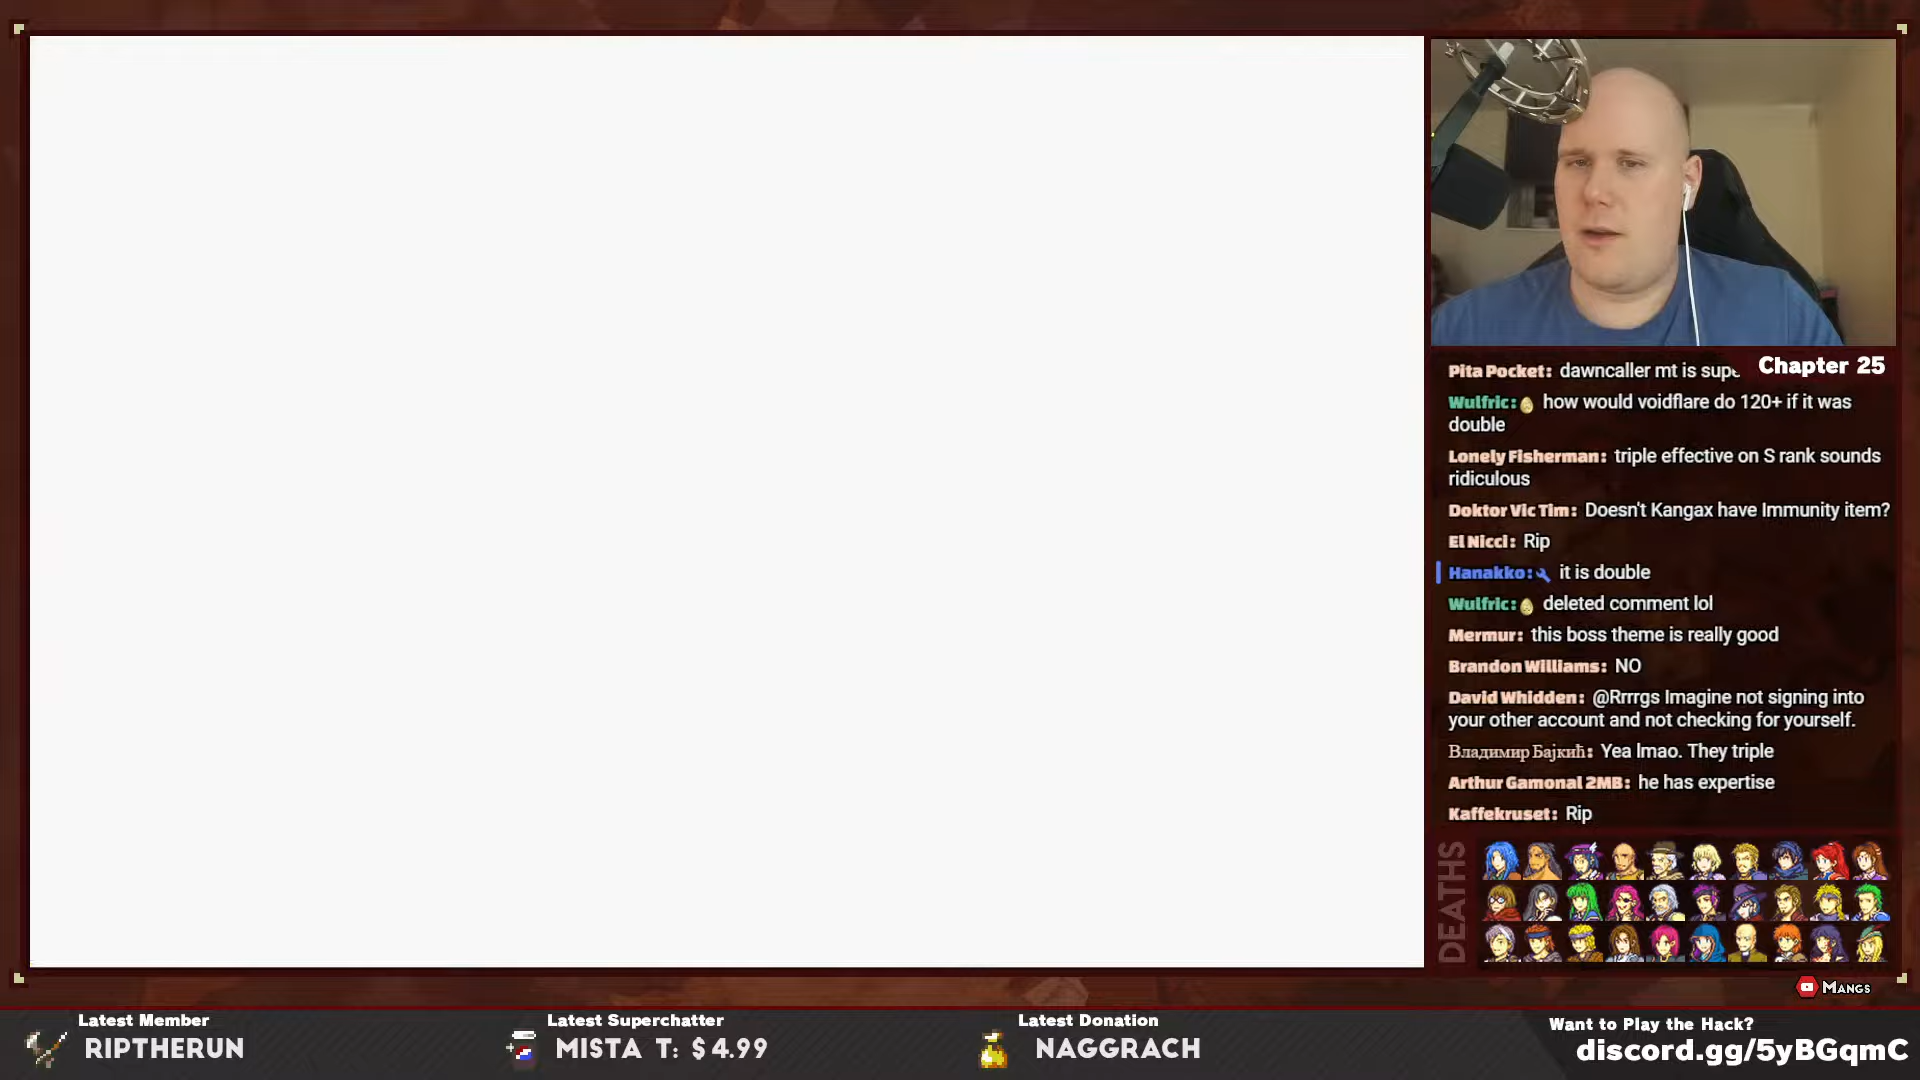 Chapter 25
Pita Pocket: dawncaller mt is supe
Wulfric: how would voidflare do 120+ if it was
double
Lonely Fisherman: triple effective on S rank sounds
ridiculous
Doktor Vic Tim: Doesn't Kangax have Immunity item?
El Nicci: Rip
Hanakko: it is double
Wulfric: deleted comment lol
Mermur: this boss theme is really good
Brandon Williams: NO
David Whidden: @Rrrrgs Imagine not signing into
your other account and not checking for yourself.
Владимир Бајкић: Yea lmao. They triple
Arthur Gamonal 2MB: he has expertise
Kaffekruset: Rip
DEATHS
Mangs
Latest Member
RIPTHERUN
Latest Superchatter
MISTA T: $4.99
Latest Donation
NAGGRACH
Want to Play the Hack?
discord.gg/5yBGqmC